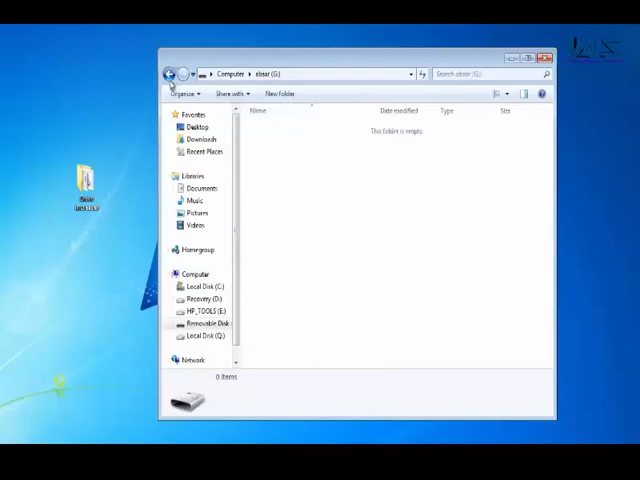 Computer absar (G:)
Search absar (G:)
Organize Share with New folder
Name Date modified Type Size
This folder is empty.
Favorites
Desktop
Downloads
Recent Places
Libraries
Documents
Music
Pictures
Videos
Homegroup
Computer
Local Disk (C:)
Recovery (D:)
HP_TOOLS (E:)
Removable Disk
Local Disk (Q:)
Network
0 items